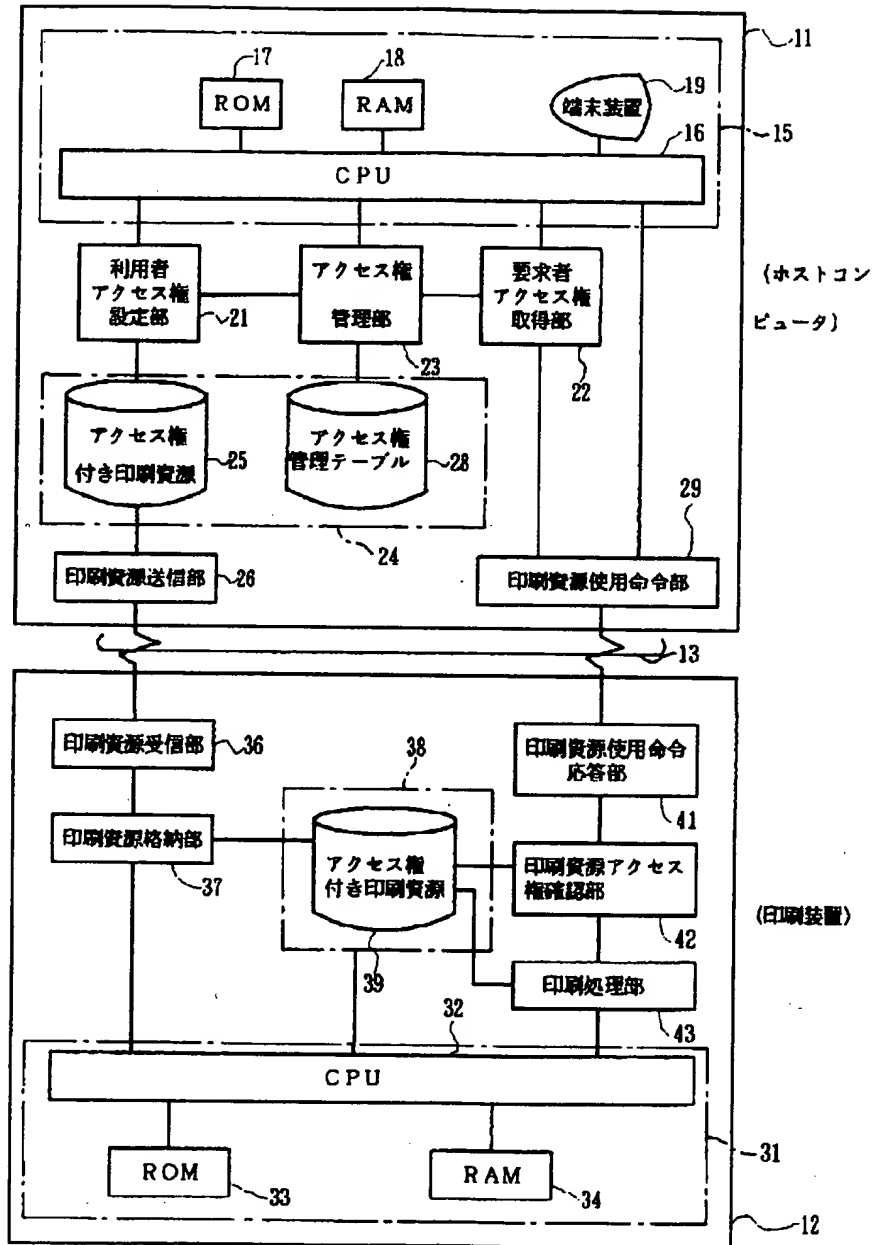 11
17
18
19
ROM
RAM
端末装置
16
15
CPU
利用者
アクセス権
設定部
21
アクセス権
管理部
23
要求者
アクセス権
取得部
22
(ホストコン
ピュータ)
アクセス権
付き印刷資源
25
アクセス権
管理テーブル
28
24
29
印刷資源送信部
26
印刷資源使用命令部
13
印刷資源受信部
36
38
印刷資源使用命令
応答部
41
印刷資源格納部
37
アクセス権
付き印刷資源
39
印刷資源アクセス
権確認部
42
(印刷装置)
印刷処理部
43
32
CPU
31
ROM
33
RAM
34
12